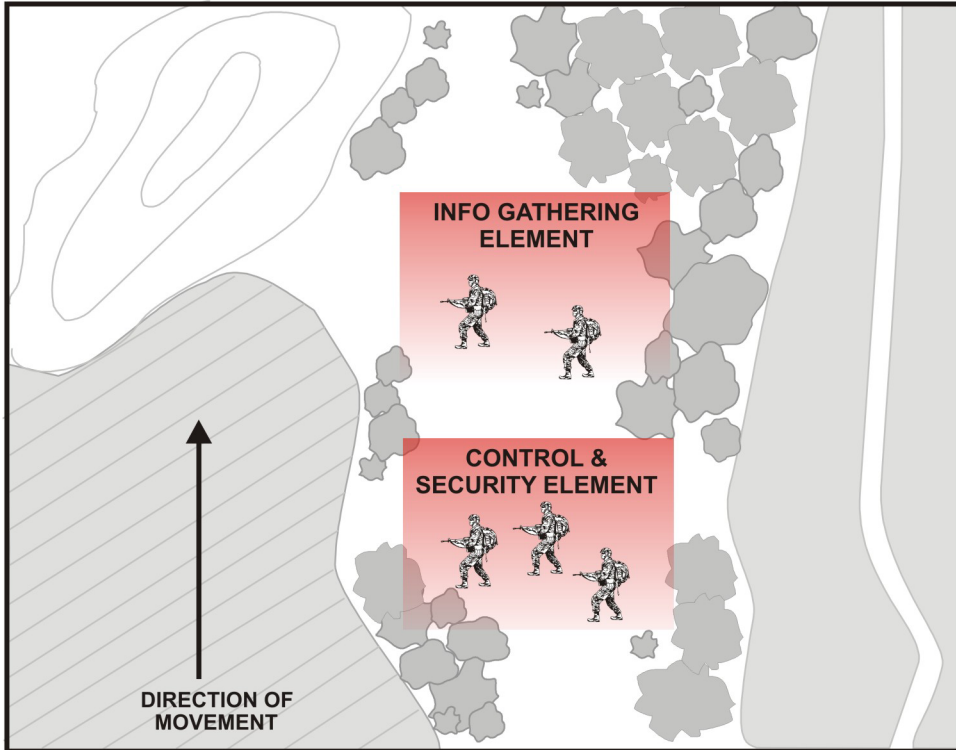 INFO GATHERING
ELEMENT
CONTROL &
SECURITY ELEMENT
DIRECTION OF
MOVEMENT